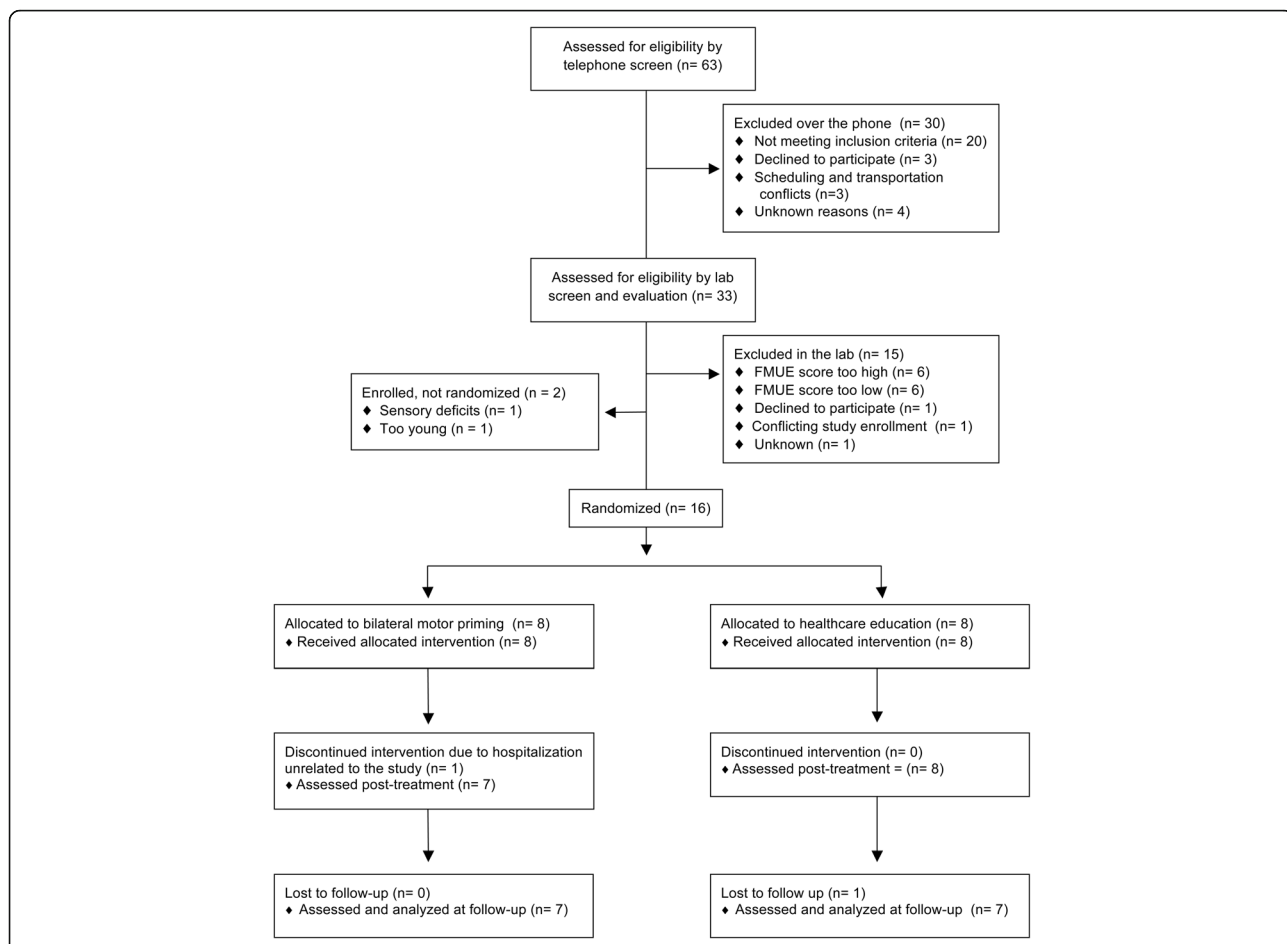 Assessed for eligibility by
telephone screen (n= 63)
Excluded over the phone (n= 30)
♦ Not meeting inclusion criteria (n= 20)
♦ Declined to participate (n= 3)
♦ Scheduling and transportation
conflicts (n=3)
♦ Unknown reasons (n= 4)
Assessed for eligibility by lab
screen and evaluation (n= 33)
Excluded in the lab (n= 15)
♦ FMUE score too high (n= 6)
♦ FMUE score too low (n= 6)
♦ Declined to participate (n= 1)
♦ Conflicting study enrollment (n= 1)
♦ Unknown (n= 1)
Enrolled, not randomized (n = 2)
♦ Sensory deficits (n= 1)
♦ Too young (n = 1)
Randomized (n= 16)
Allocated to bilateral motor priming (n= 8)
♦ Received allocated intervention (n= 8)
Allocated to healthcare education (n= 8)
♦ Received allocated intervention (n= 8)
Discontinued intervention due to hospitalization
unrelated to the study (n= 1)
♦ Assessed post-treatment (n= 7)
Discontinued intervention (n= 0)
♦ Assessed post-treatment = (n= 8)
Lost to follow-up (n= 0)
♦ Assessed and analyzed at follow-up (n= 7)
Lost to follow up (n= 1)
♦ Assessed and analyzed at follow-up (n= 7)